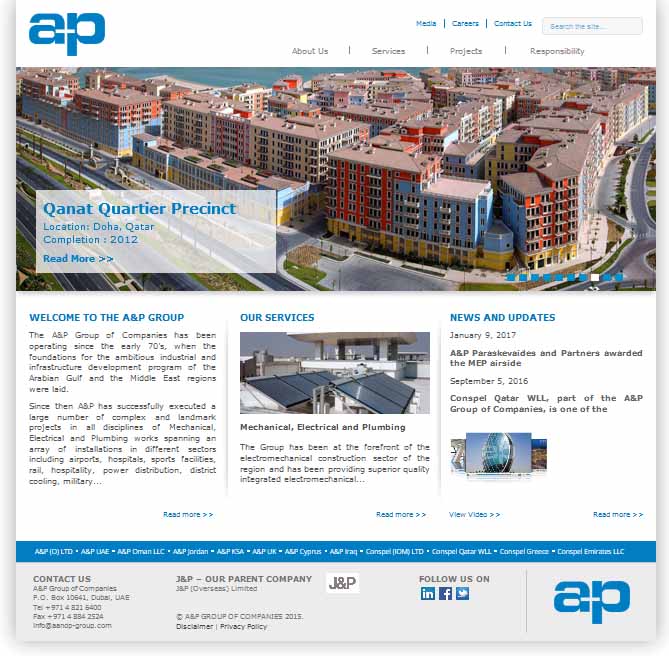 ap
Media | Careers | Contact Us
Search the site...
About Us | Services | Projects | Responsibility
Qanat Quartier Precinct
Location: Doha, Qatar
Completion : 2012
Read More >>
WELCOME TO THE A&P GROUP
The A&P Group of Companies has been
operating since the early 70's, when the
foundations for the ambitious industrial and
infrastructure development program of the
Arabian Gulf and the Middle East regions
were laid.
Since then A&P has successfully executed a
large number of complex and landmark
projects in all disciplines of Mechanical,
Electrical and Plumbing works spanning an
array of installations in different sectors
including airports, hospitals, sports facilities,
rail, hospitality, power distribution, district
cooling, military...
Read more >>
OUR SERVICES
Mechanical, Electrical and Plumbing
The Group has been at the forefront of the
electromechanical construction sector of the
region and has been providing superior quality
integrated electromechanical...
Read more >>
NEWS AND UPDATES
January 9, 2017
A&P Paraskevaides and Partners awarded
the MEP airside
September 5, 2016
Conspel Qatar WLL, part of the A&P
Group of Companies, is one of the
View Video >>
Read more >>
A&P (O) LTD • A&P UAE • A&P Oman LLC • A&P Jordan • A&P KSA • A&P UK • A&P Cyprus • A&P Iraq • Conspel (IOM) LTD • Conspel Qatar WLL • Conspel Greece • Conspel Emirates LLC
CONTACT US
A&P Group of Companies
P.O. Box 10641, Dubai, UAE
Tel +971 4 821 6400
Fax +971 4 884 2524
info@aandp-group.com
J&P – OUR PARENT COMPANY
J&P (Overseas) Limited
J&P
© A&P GROUP OF COMPANIES 2015.
Disclaimer | Privacy Policy
FOLLOW US ON
in f
ap